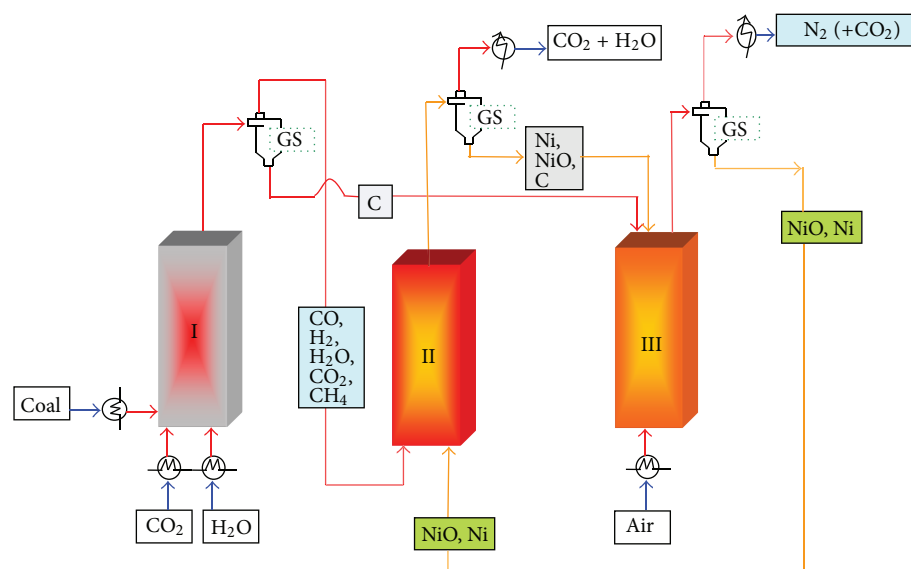 CO₂ + H₂O
N₂ (+CO₂)
GS
GS
GS
Ni,
NiO,
C
C
NiO, Ni
I
II
III
CO,
H₂,
H₂O,
CO₂,
CH₄
Coal
CO₂
H₂O
NiO, Ni
Air